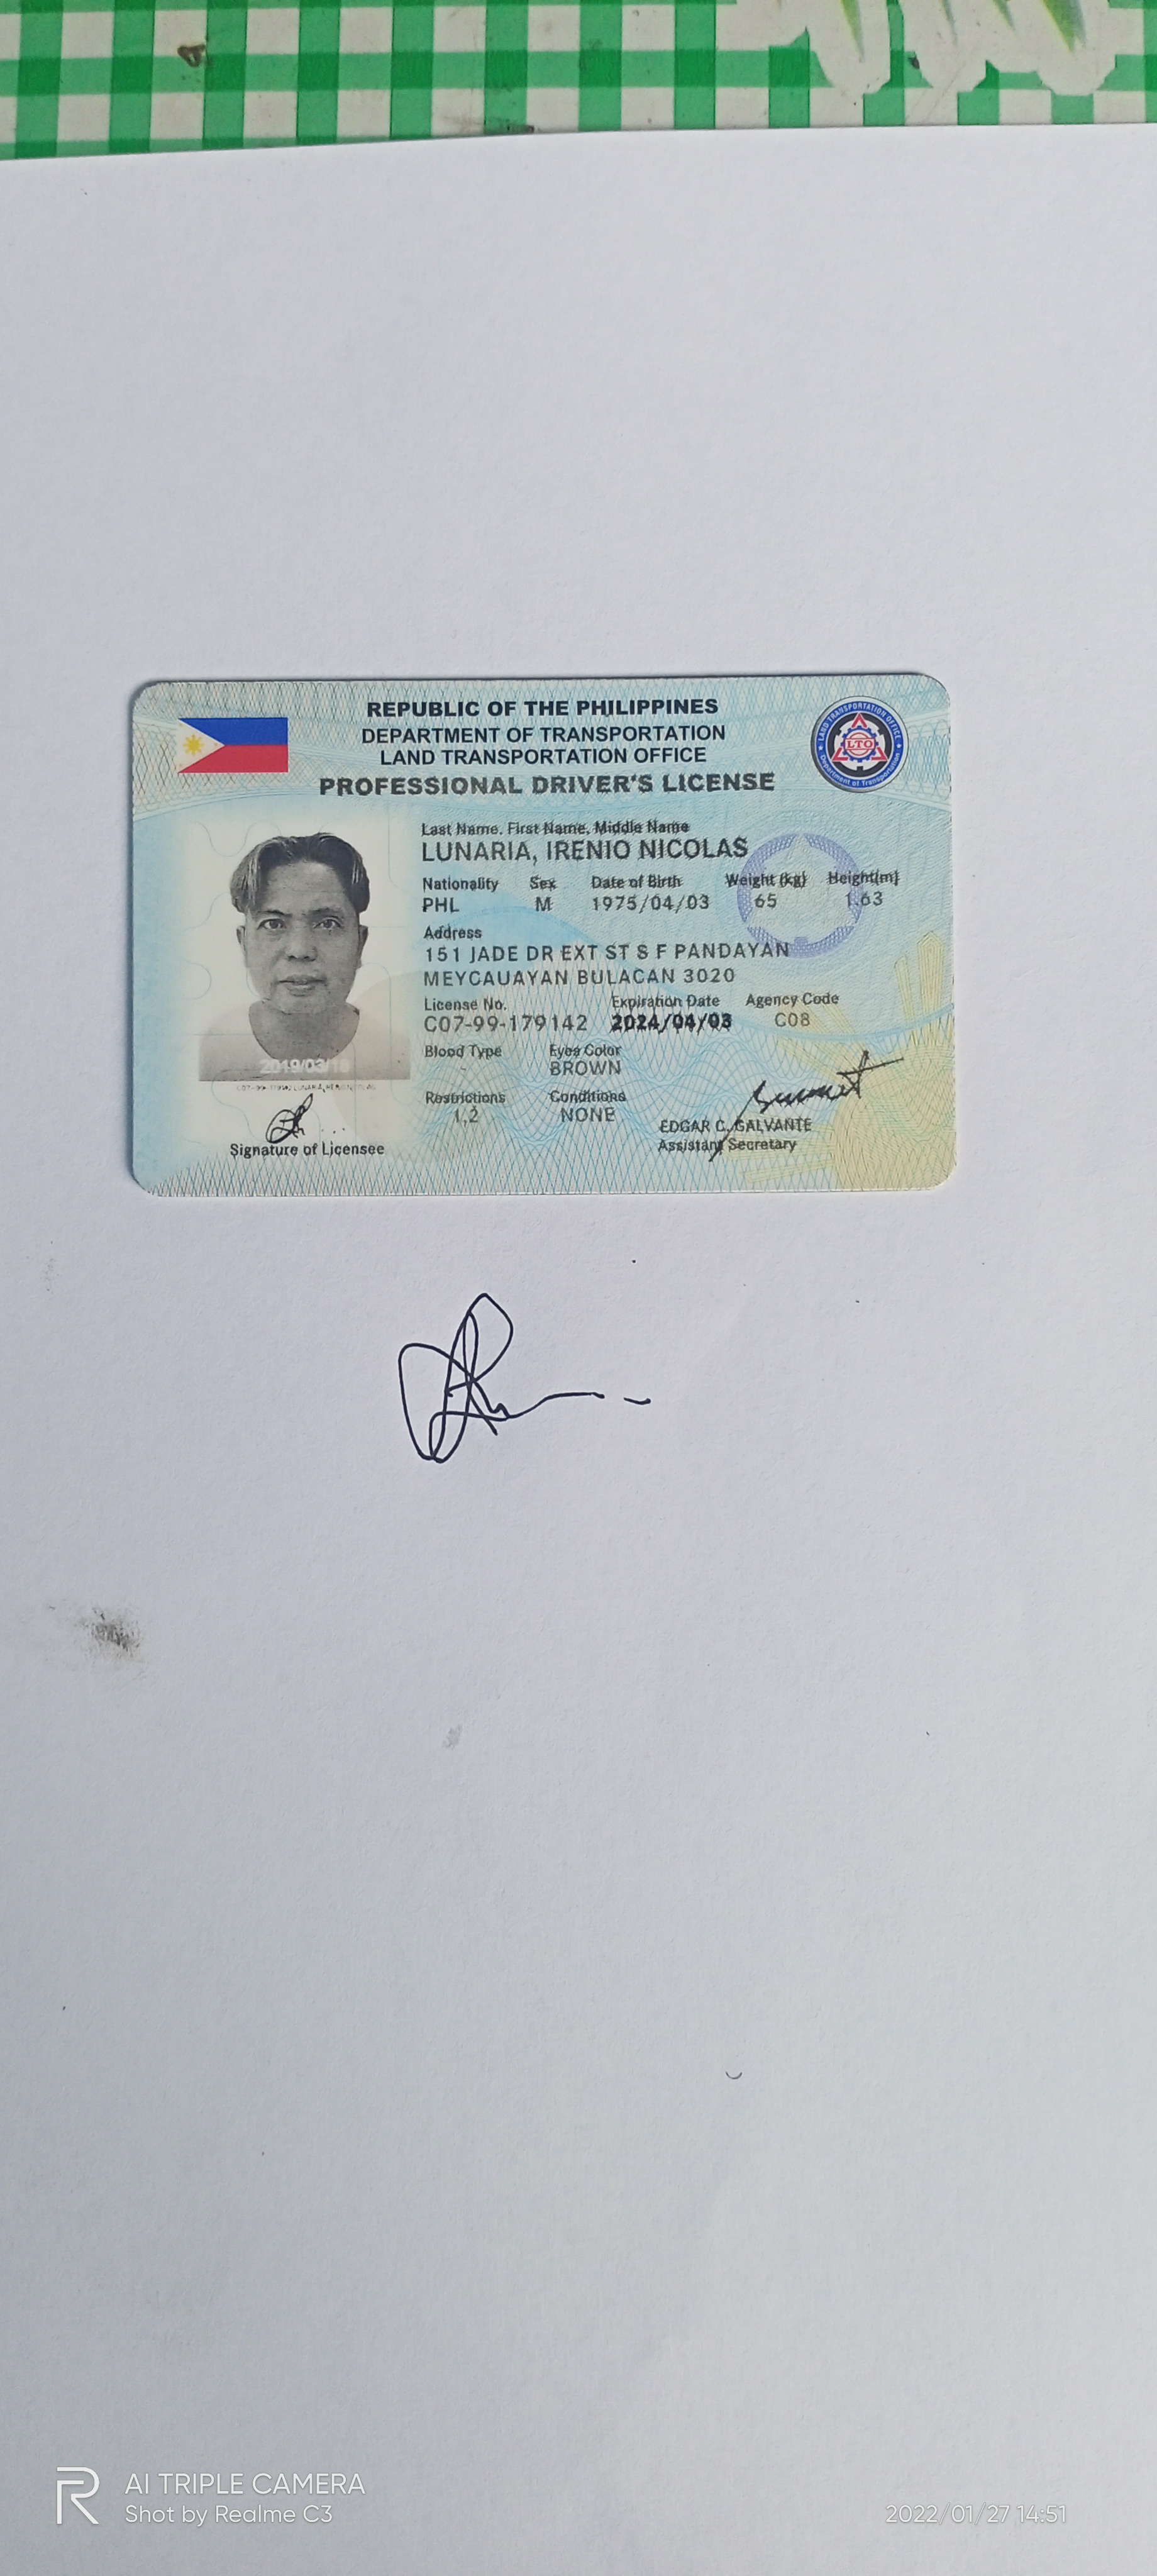 REPUBLIC OF THE PHILIPPINES
DEPARTMENT OF TRANSPORTATION
LAND TRANSPORTATION OFFICE
PROFESSIONAL DRIVER'S LICENSE
LAND TRANSPORTATION OFFICE
LTO
Department of Transportation
Last Name, First Name, Middle Name
LUNARIA, IRENIO NICOLAS
Nationality Sex Date of Birth Weight (kg) Height(m)
PHL M 1975/04/03 65 1.63
Address
151 JADE DR EXT ST S F PANDAYAN
MEYCAUAYAN BULACAN 3020
License No. Expiration Date Agency Code
C07-99-179142 2024/04/03 C08
Blood Type Eyes Color
- BROWN
Restrictions Conditions
1,2 NONE
2019/03/
Signature of Licensee
EDGAR C. GALVANTE
Assistant Secretary
AI TRIPLE CAMERA
Shot by Realme C3
2022/01/27 14:51